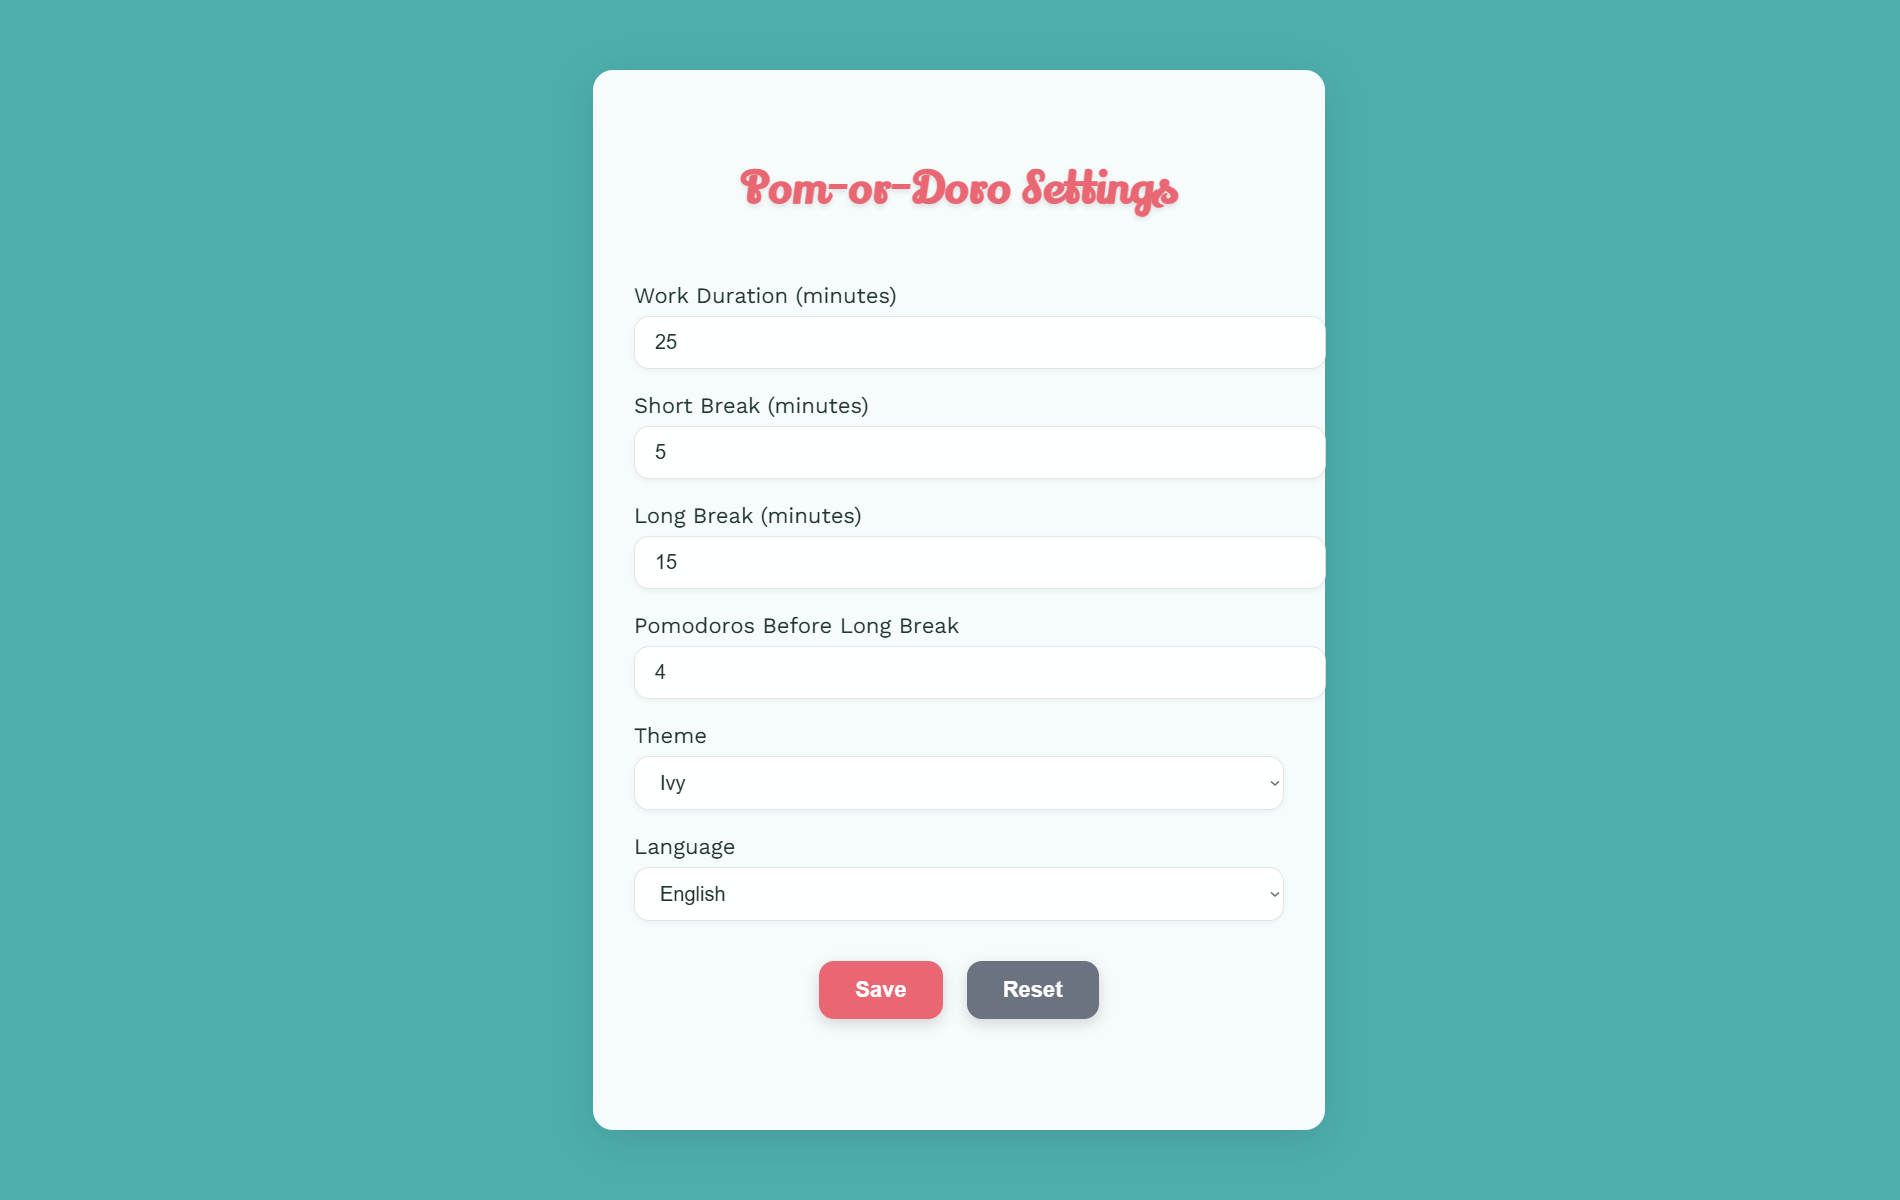 Pom-or-Doro Settings
Work Duration (minutes)
25
Short Break (minutes)
5
Long Break (minutes)
15
Pomodoros Before Long Break
4
Theme
Ivy
Language
English
Save Reset